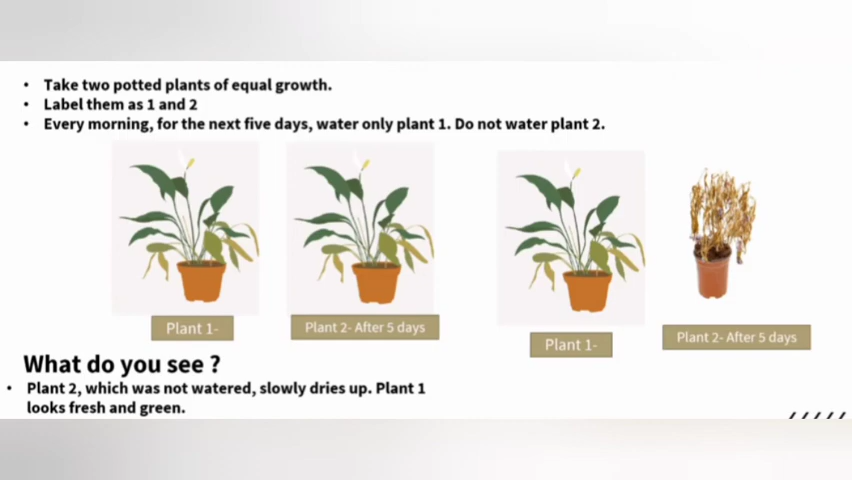 • Take two potted plants of equal growth.
• Label them as 1 and 2
• Every morning, for the next five days, water only plant 1. Do not water plant 2.
Plant 1-
Plant 2- After 5 days
Plant 1-
Plant 2- After 5 days
What do you see ?
• Plant 2, which was not watered, slowly dries up. Plant 1
looks fresh and green.